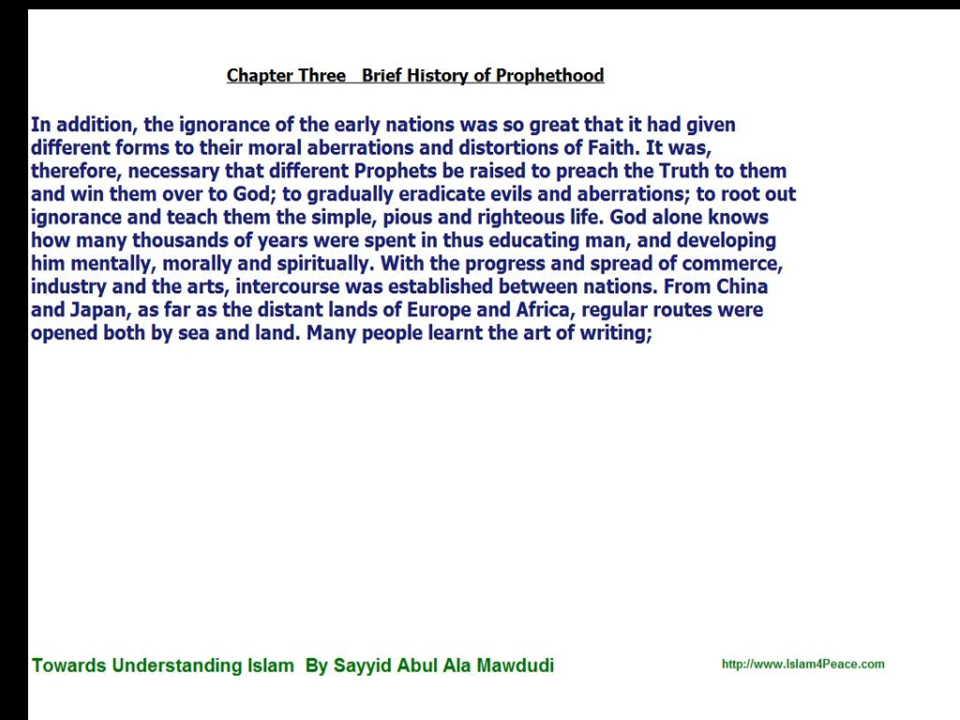 Chapter Three   Brief History of Prophethood
In addition, the ignorance of the early nations was so great that it had given
different forms to their moral aberrations and distortions of Faith. It was,
therefore, necessary that different Prophets be raised to preach the Truth to them
and win them over to God; to gradually eradicate evils and aberrations; to root out
ignorance and teach them the simple, pious and righteous life. God alone knows
how many thousands of years were spent in thus educating man, and developing
him mentally, morally and spiritually. With the progress and spread of commerce,
industry and the arts, intercourse was established between nations. From China
and Japan, as far as the distant lands of Europe and Africa, regular routes were
opened both by sea and land. Many people learnt the art of writing;
Towards Understanding Islam  By Sayyid Abul Ala Mawdudi
http://www.Islam4Peace.com